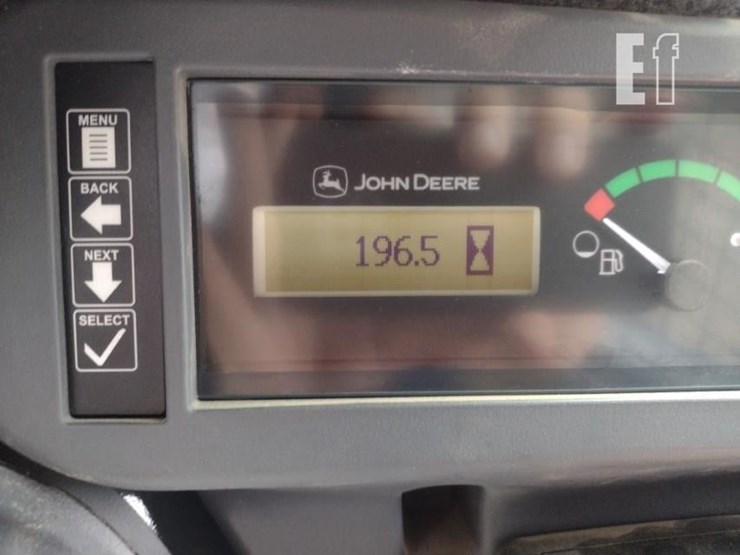 Ef
MENU
BACK
NEXT
SELECT
JOHN DEERE
196.5